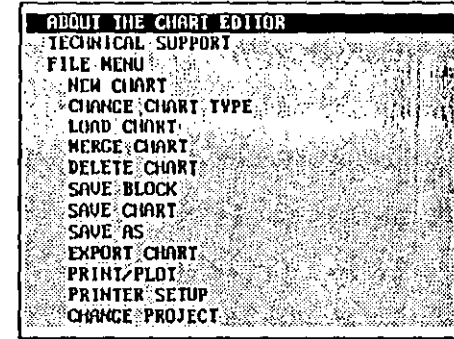 ABOUT THE CHART EDITOR
TECHNICAL SUPPORT
FILE MENU
NEW CHART
CHANGE CHART TYPE
LOAD CHART
MERGE CHART
DELETE CHART
SAVE BLOCK
SAVE CHART
SAVE AS
EXPORT CHART
PRINT/PLOT
PRINTER SETUP
CHANGE PROJECT